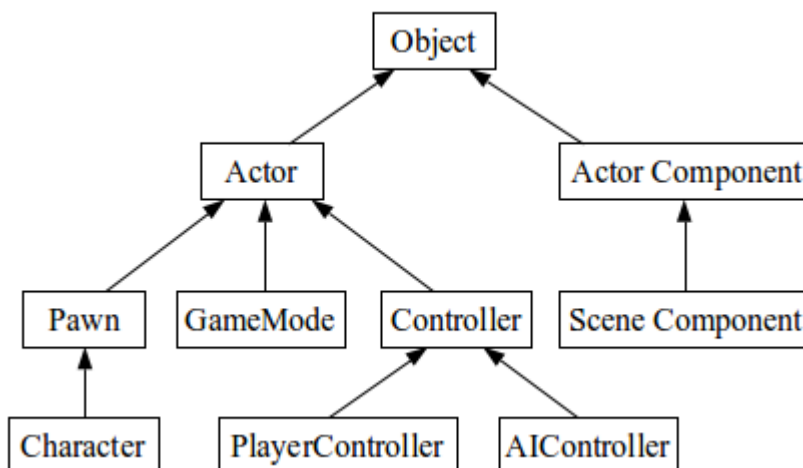 Object
Actor
Actor Component
Pawn
GameMode
Controller
Scene Component
Character
PlayerController
AIController